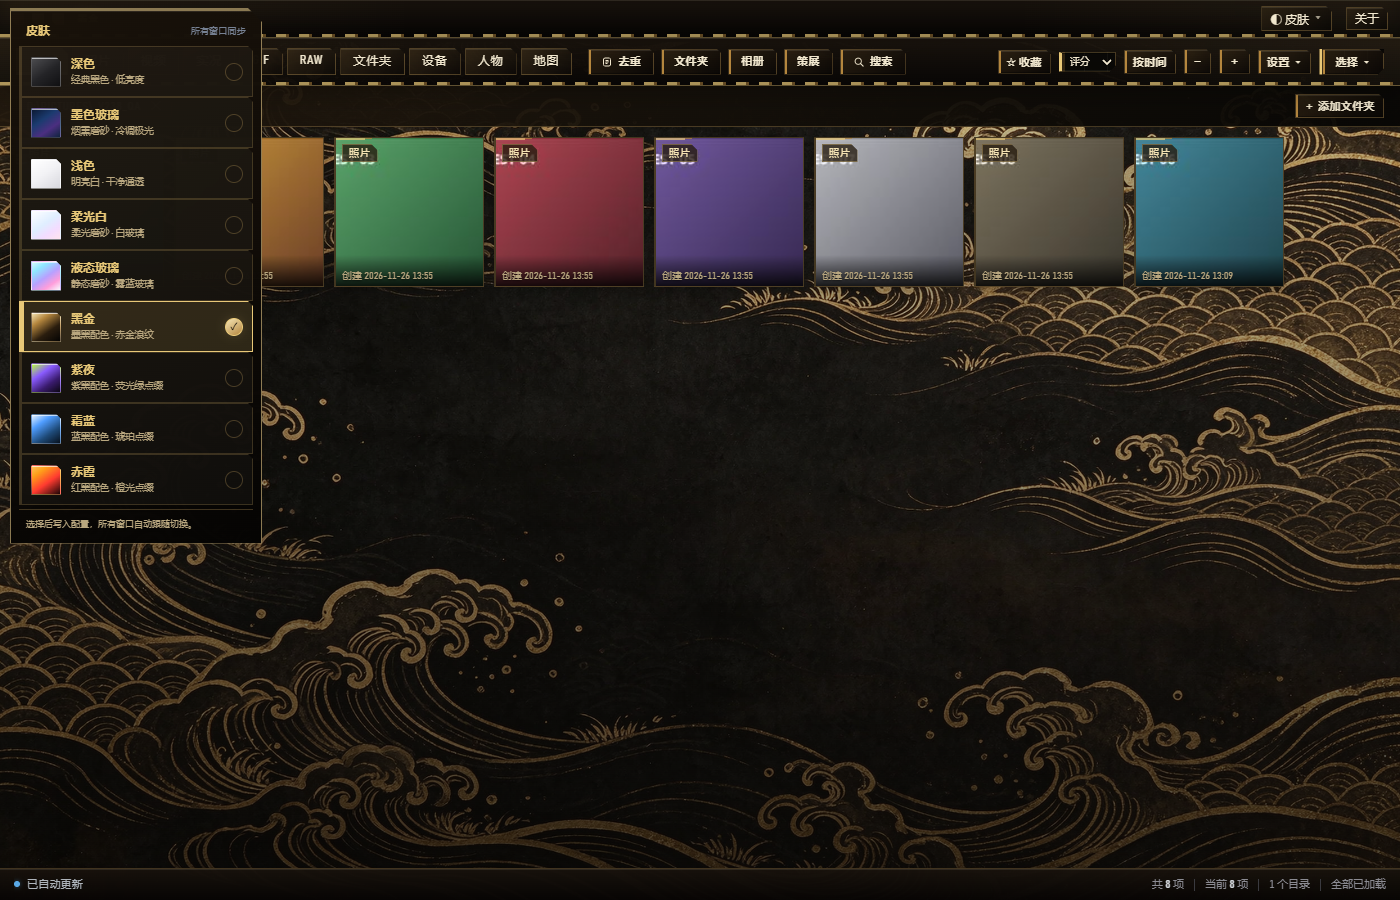 皮肤
关于
皮肤
所有窗口同步
F
RAW
文件夹
设备
人物
地图
去重
文件夹
相册
策展
搜索
☆收藏
评分
按时间
−
+
设置
选择
+ 添加文件夹
深色
经典黑色 · 低亮度
墨色玻璃
烟熏磨砂 · 冷调极光
浅色
明亮白 · 干净通透
柔光白
柔光磨砂 · 白玻璃
液态玻璃
静态磨砂 · 雾蓝玻璃
黑金
墨黑配色 · 赤金浪纹
紫夜
紫黑配色 · 荧光绿点缀
霜蓝
蓝黑配色 · 琥珀点缀
赤霞
红黑配色 · 橙光点缀
选择后写入配置，所有窗口自动跟随切换。
照片
照片
照片
照片
照片
照片
:55
创建 2026-11-26 13:55
创建 2026-11-26 13:55
创建 2026-11-26 13:55
创建 2026-11-26 13:55
创建 2026-11-26 13:55
创建 2026-11-26 13:09
已自动更新
共 8 项
当前 8 项
1 个目录
全部已加载